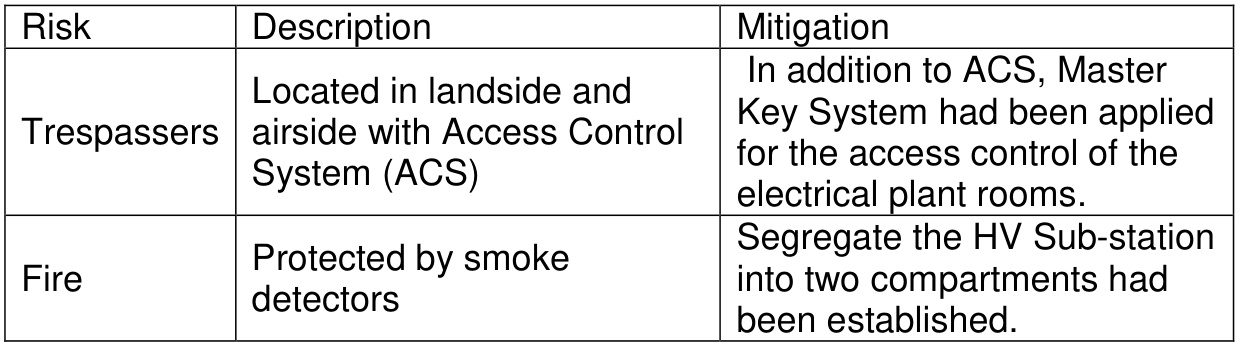 Risk
Description
Mitigation
Trespassers
Located in landside and
airside with Access Control
System (ACS)
In addition to ACS, Master
Key System had been applied
for the access control of the
electrical plant rooms.
Fire
Protected by smoke
detectors
Segregate the HV Sub-station
into two compartments had
been established.